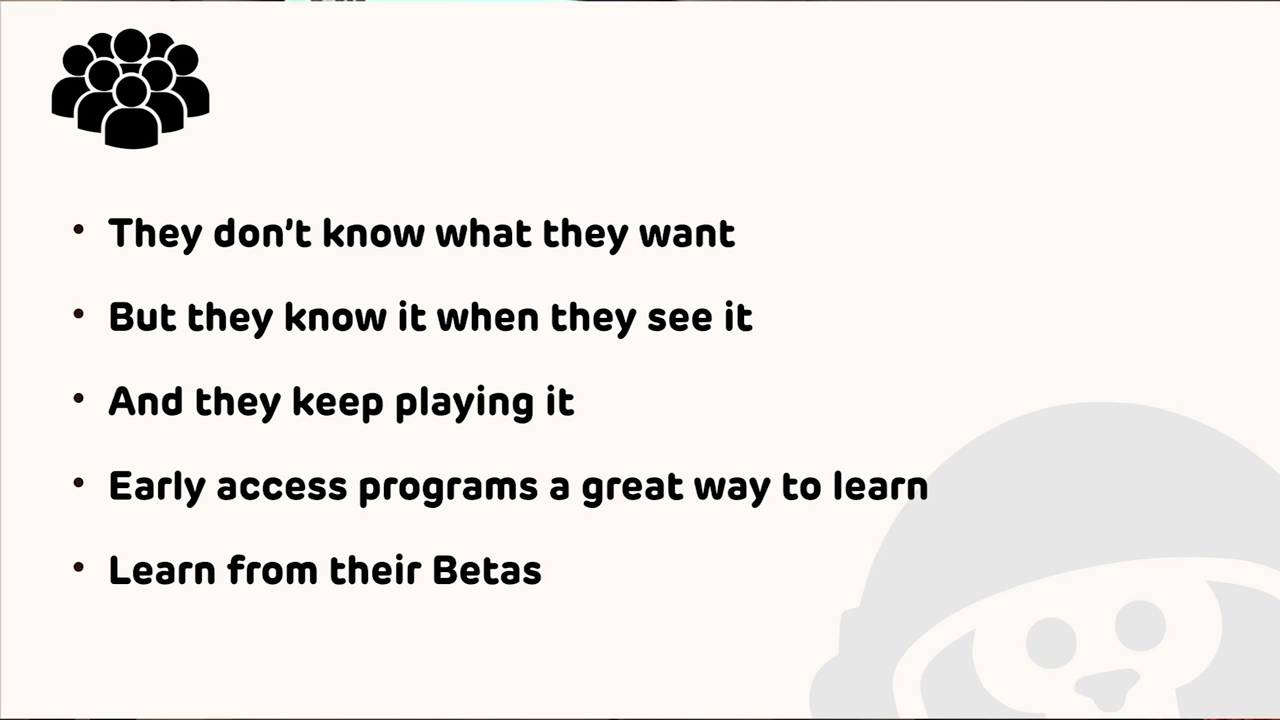 • They don't know what they want
• But they know it when they see it
• And they keep playing it
• Early access programs a great way to learn
• Learn from their Betas